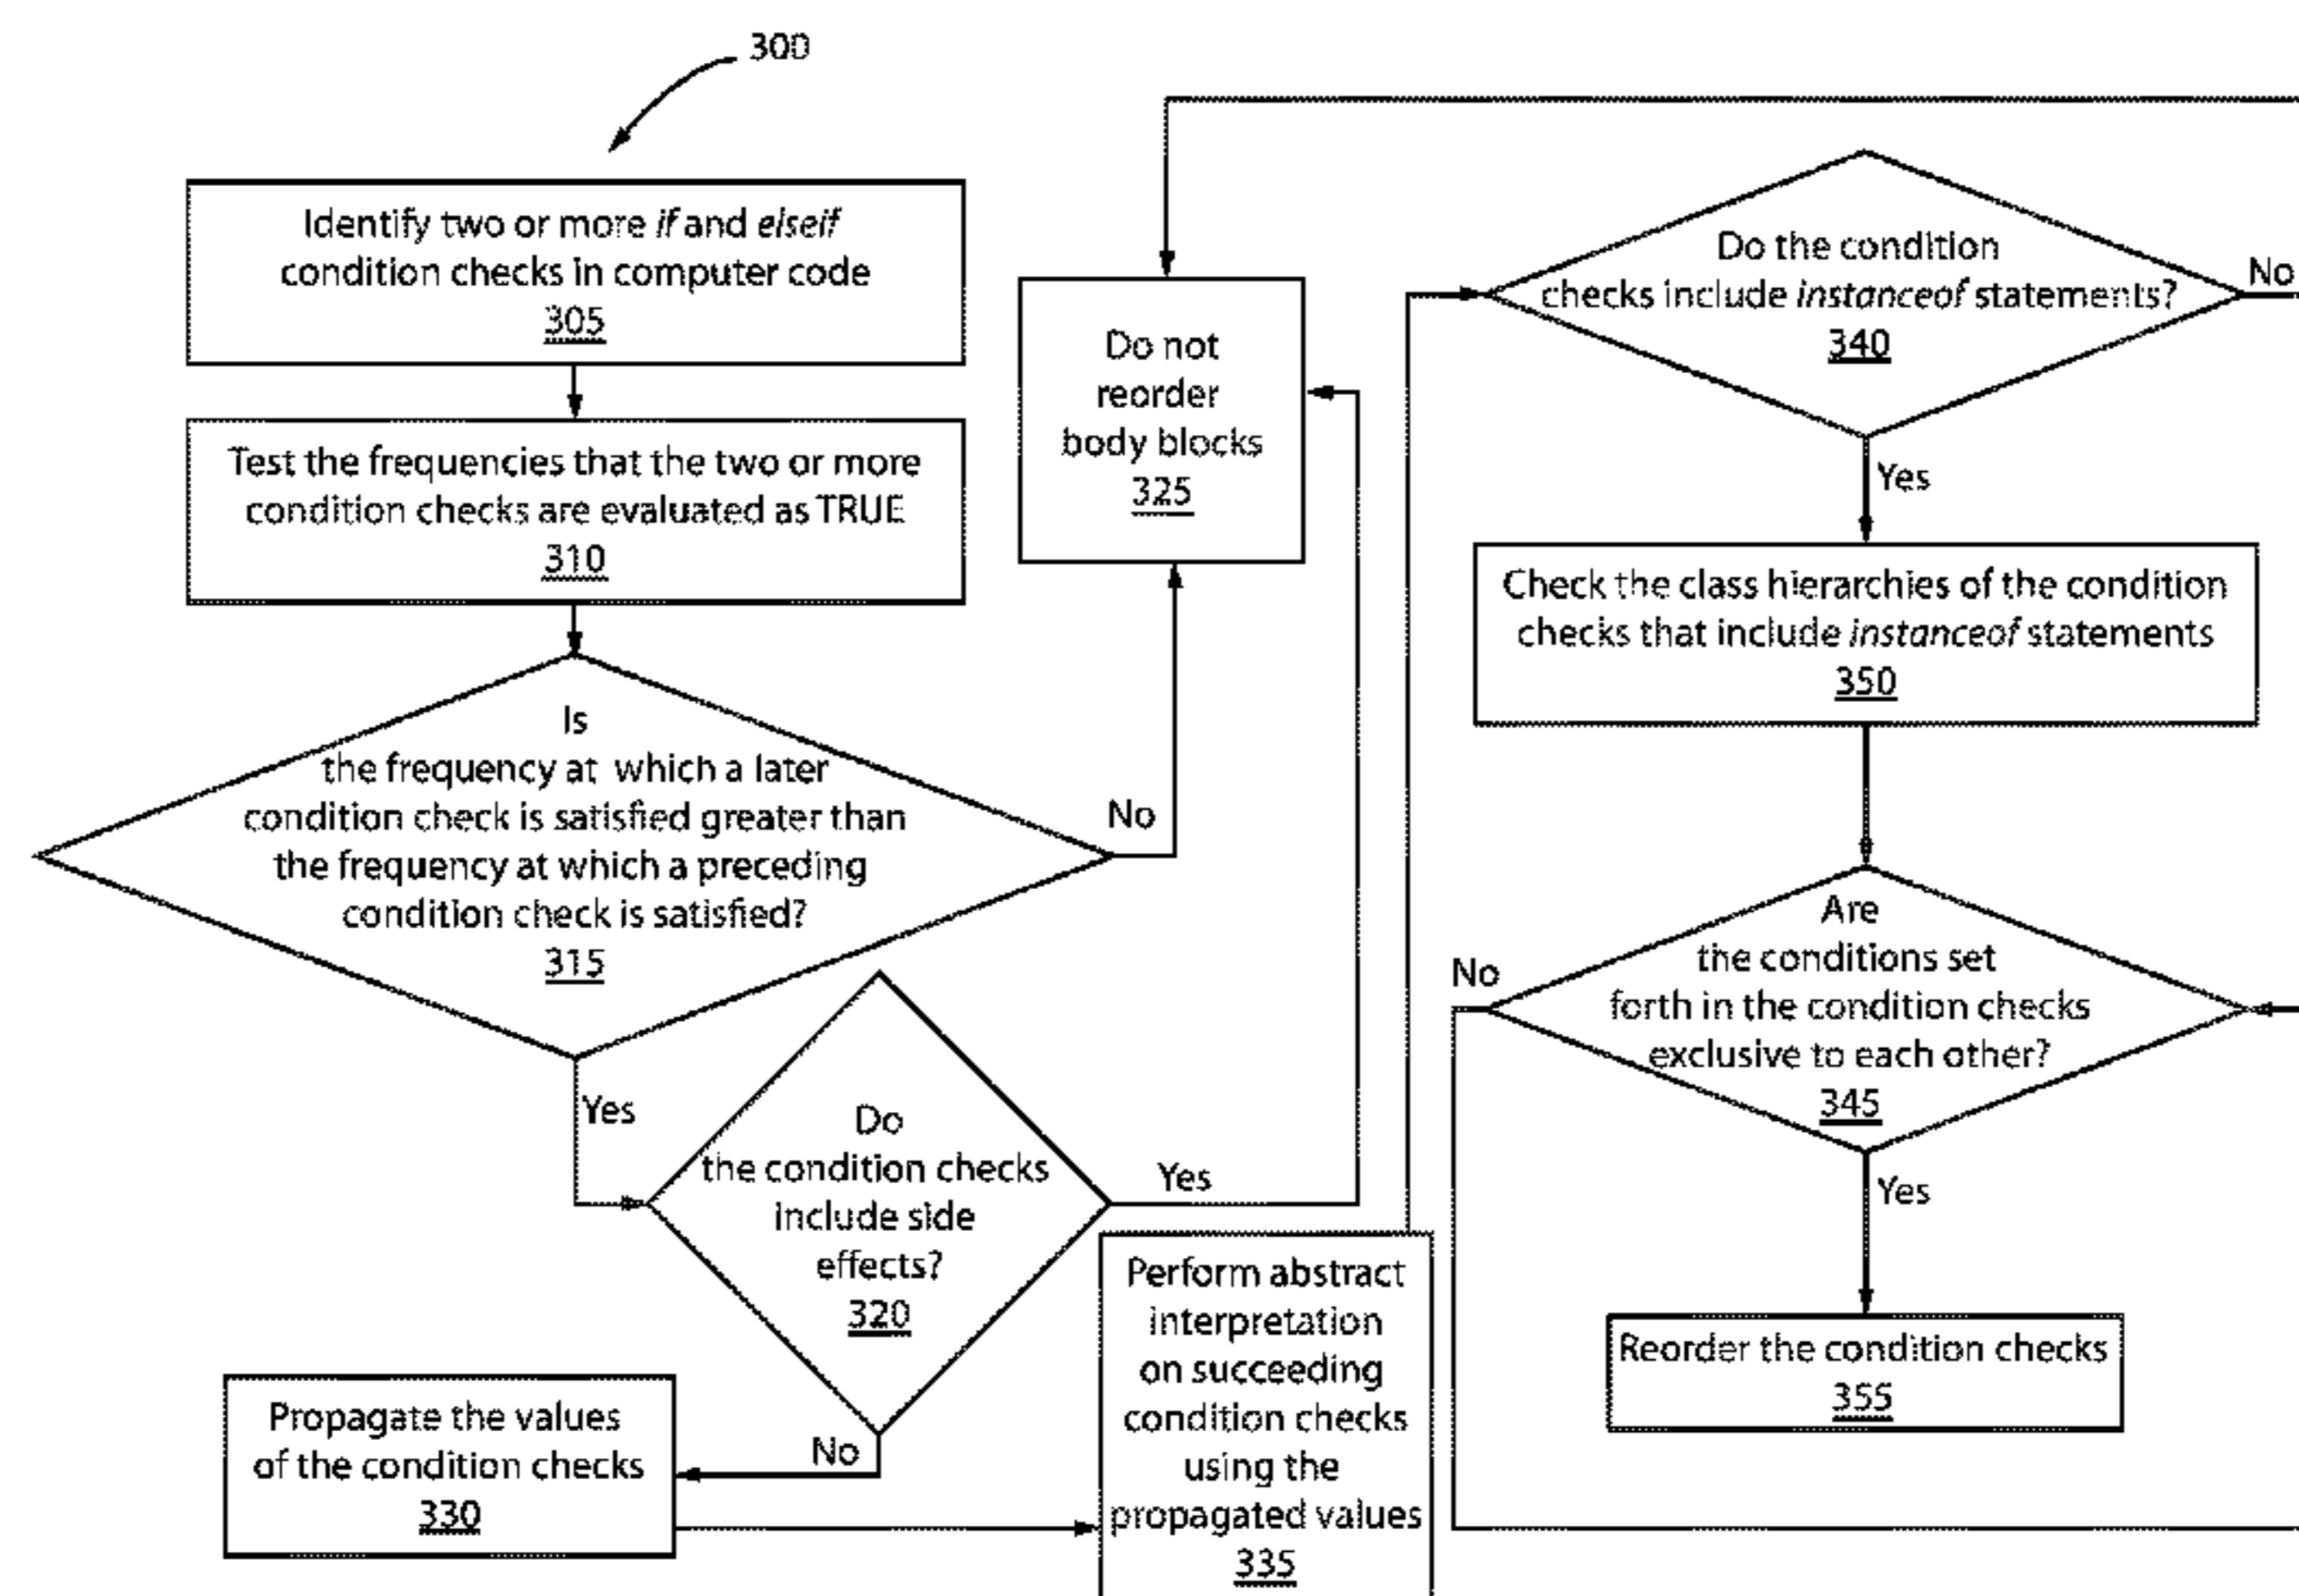 300
Identify two or more if and elseif
condition checks in computer code
305
Test the frequencies that the two or more
condition checks are evaluated as TRUE
310
Is
the frequency at which a later
condition check is satisfied greater than
the frequency at which a preceding
condition check is satisfied?
315
No
Yes
Do not
reorder
body blocks
325
Do
the condition checks
include side
effects?
320
Yes
No
Propagate the values
of the condition checks
330
Perform abstract
interpretation
on succeeding
condition checks
using the
propagated values
335
Do the condition
checks include instanceof statements?
340
No
Yes
Check the class hierarchies of the condition
checks that include instanceof statements
350
Are
the conditions set
forth in the condition checks
exclusive to each other?
345
No
Yes
Reorder the condition checks
355